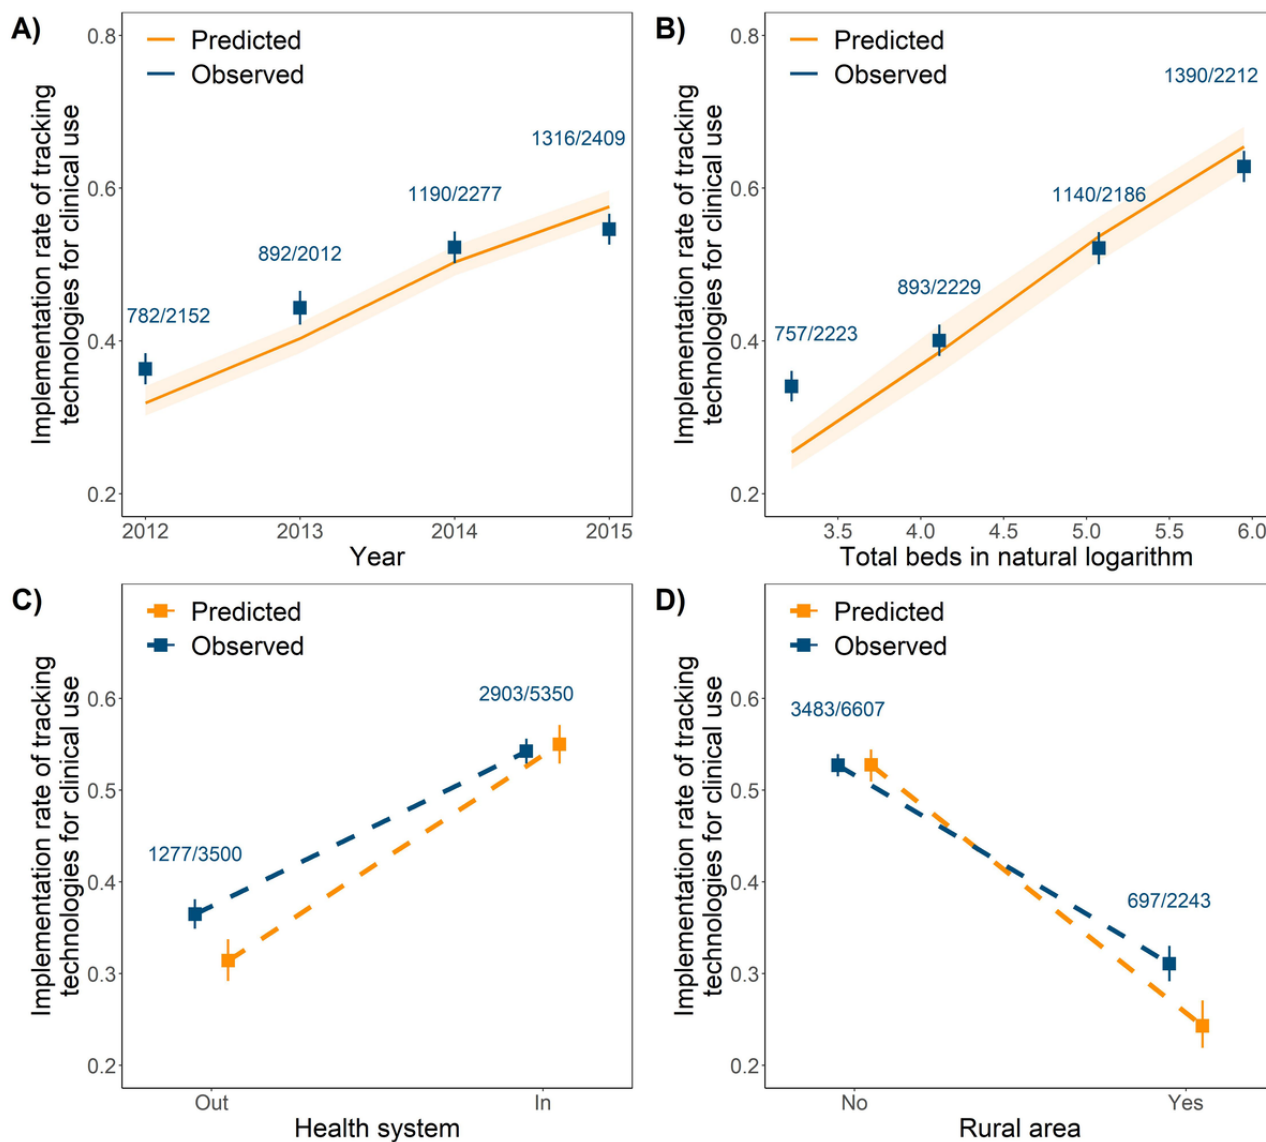 A)
Predicted
Observed
0.8
0.6
0.4
0.2
Implementation rate of tracking
technologies for clinical use
782/2152
892/2012
1190/2277
1316/2409
2012
2013
2014
2015
Year
B)
Predicted
Observed
0.8
0.6
0.4
0.2
Implementation rate of tracking
technologies for clinical use
757/2223
893/2229
1140/2186
1390/2212
3.5
4.0
4.5
5.0
5.5
6.0
Total beds in natural logarithm
C)
Predicted
Observed
0.6
0.5
0.4
0.3
0.2
Implementation rate of tracking
technologies for clinical use
1277/3500
2903/5350
Out
In
Health system
D)
Predicted
Observed
0.6
0.5
0.4
0.3
0.2
Implementation rate of tracking
technologies for clinical use
3483/6607
697/2243
No
Yes
Rural area